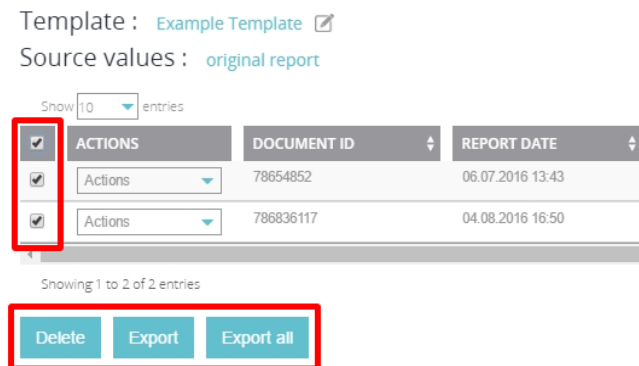 Template : Example Template
Source values : original report
Show 10 entries
ACTIONS DOCUMENT ID REPORT DATE
Actions 78654852 06.07.2016 13:43
Actions 786836117 04.08.2016 16:50
Showing 1 to 2 of 2 entries
Delete Export Export all